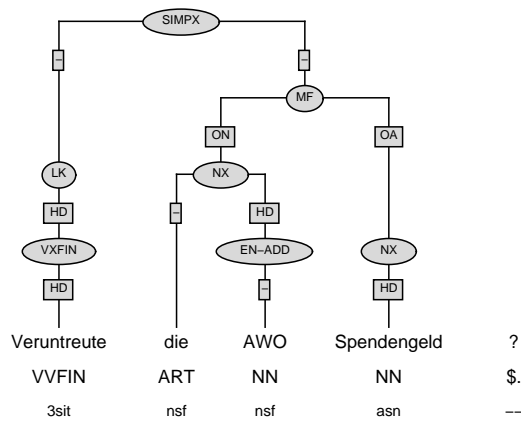 SIMPX
– –
MF
ON OA
LK NX
HD – HD
VXFIN EN–ADD NX
HD – HD
Veruntreute die AWO Spendengeld ?
VVFIN ART NN NN $.
3sit nsf nsf asn ––